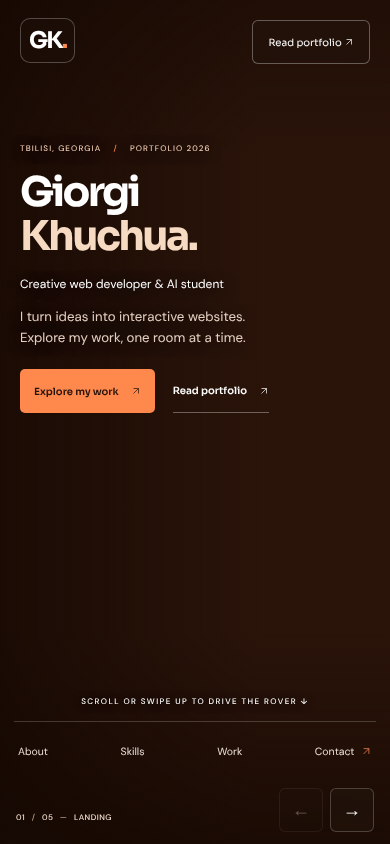 GK.
Read portfolio ↗
TBILISI, GEORGIA / PORTFOLIO 2026
Giorgi
Khuchua.
Creative web developer & AI student
I turn ideas into interactive websites.
Explore my work, one room at a time.
Explore my work ↗
Read portfolio ↗
SCROLL OR SWIPE UP TO DRIVE THE ROVER ↓
About
Skills
Work
Contact ↗
01 / 05 — LANDING
← →